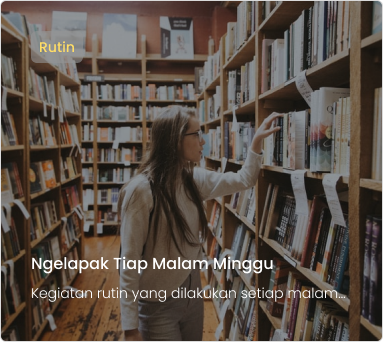 Rutin
Ngelapak Tiap Malam Minggu
Kegiatan rutin yang dilakukan setiap malam...